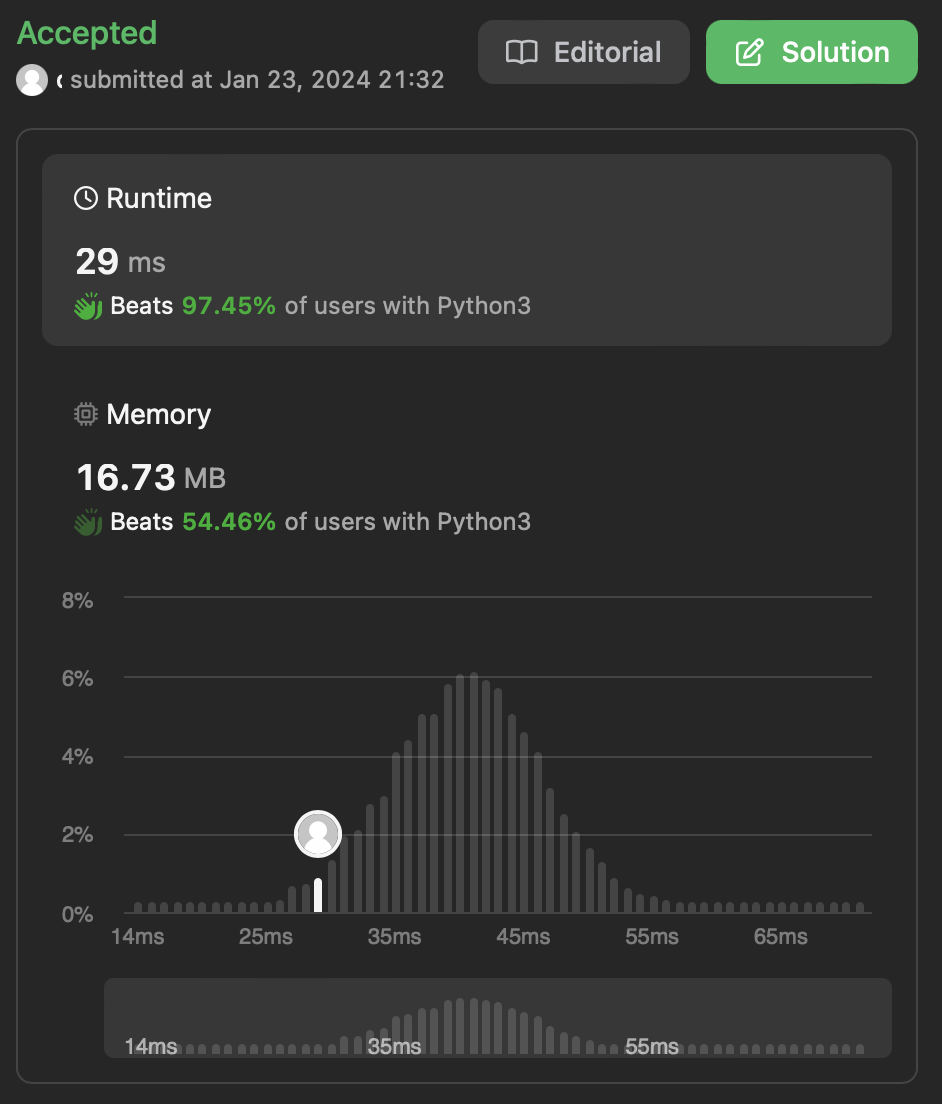 Accepted
Editorial
Solution
submitted at Jan 23, 2024 21:32
Runtime
29 ms
Beats 97.45% of users with Python3
Memory
16.73 MB
Beats 54.46% of users with Python3
8%
6%
4%
2%
0%
14ms 25ms 35ms 45ms 55ms 65ms
14ms 35ms 55ms